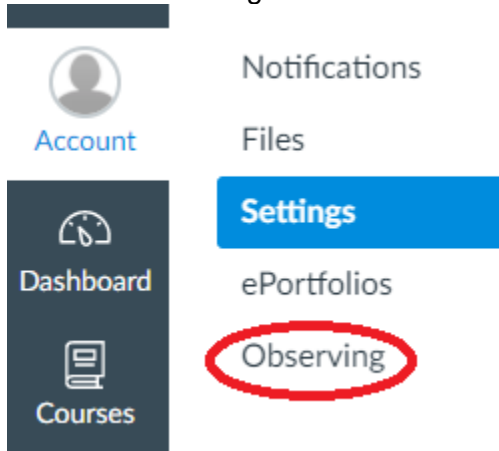 Notifications
Account
Files
Settings
Dashboard
ePortfolios
Observing
Courses